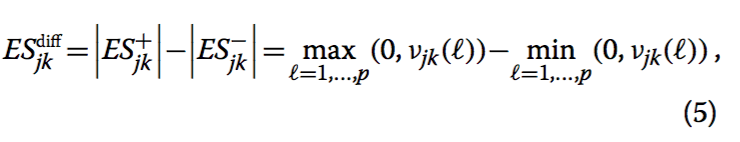 ES_{jk}^{diff} = |ES_{jk}^{+}| − |ES_{jk}^{−}| = max_{ℓ=1,...,p} (0, ν_{jk}(ℓ)) − min_{ℓ=1,...,p} (0, ν_{jk}(ℓ)) ,
(5)